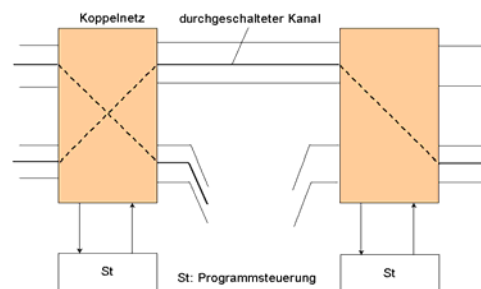 Koppelnetz
durchgeschalteter Kanal
St
St: Programmsteuerung
St